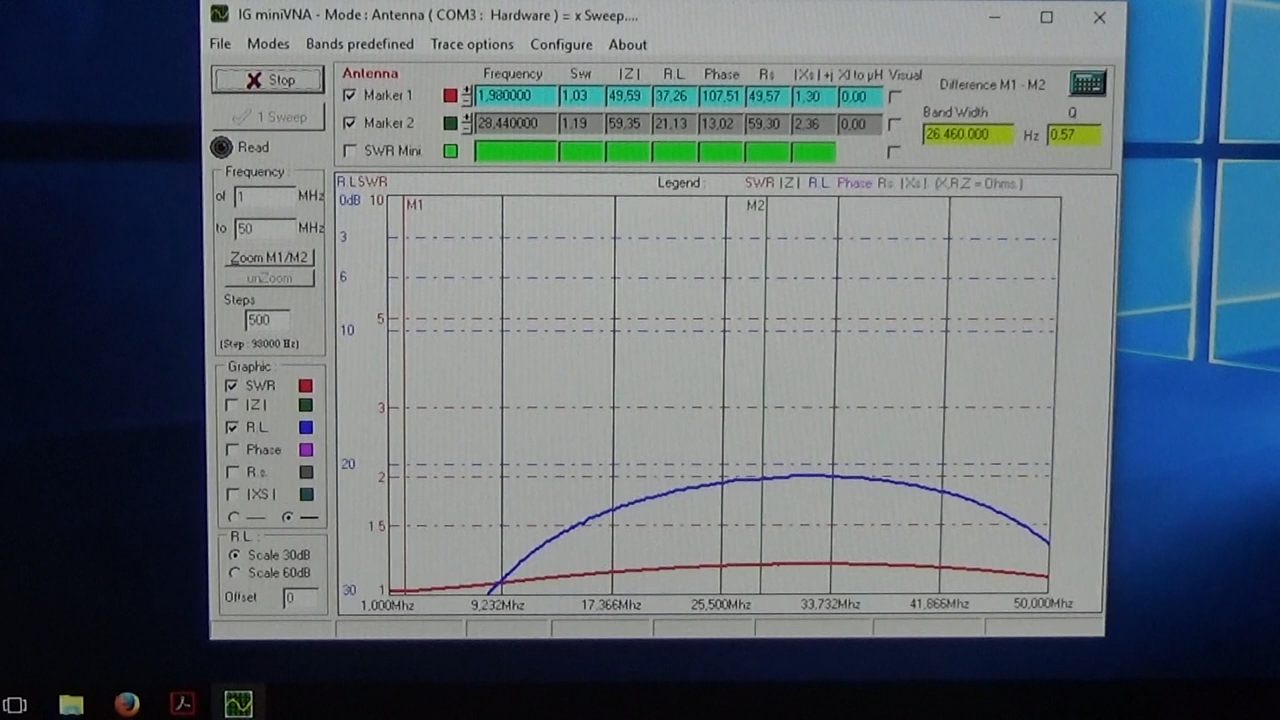 IG miniVNA - Mode: Antenna ( COM3 : Hardware ) = x Sweep....
File Modes Bands predefined Trace options Configure About
Stop
1 Sweep
Read
Frequency
of 1 MHz
to 50 MHz
Zoom M1/M2
unZoom
Steps
500
(Step : 98000 Hz)
Graphic
SWR
|Z|
R.L
Phase
R.s
|XS|
R.L :
Scale 30dB
Scale 60dB
Offset 0
Antenna Frequency Swr |Z| R.L Phase Rs |Xs|+j Xl to µH Visual
Marker 1 1,980000 1.03 49,59 37,26 107,51 49,57 1,30 0,00
Marker 2 28,440000 1,19 59,35 21,13 13,02 59,30 2,36 0,00
SWR Mini.
Difference M1 - M2
Band Width Q
26.460.000 Hz 0.57
R.L SWR Legend : SWR |Z| R.L Phase Rs |Xs| (X,R,Z = Ohms )
0dB 10 M1 M2
3
6
5
10
3
20
2
1.5
30 1
1,000Mhz 9,232Mhz 17,366Mhz 25,500Mhz 33,732Mhz 41,866Mhz 50,000Mhz